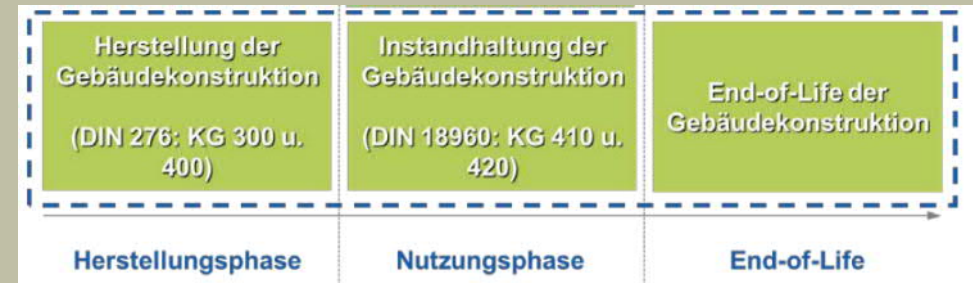 Herstellung der
Gebäudekonstruktion
(DIN 276: KG 300 u.
400)
Instandhaltung der
Gebäudekonstruktion
(DIN 18960: KG 410 u.
420)
End-of-Life der
Gebäudekonstruktion
Herstellungsphase
Nutzungsphase
End-of-Life